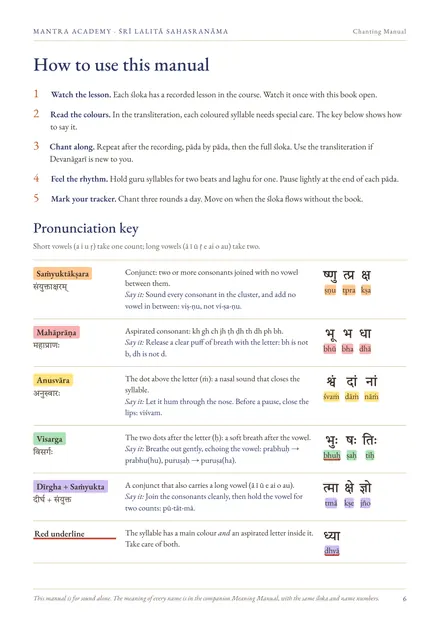 MANTRA ACADEMY · ŚRĪ LALITĀ SAHASRANĀMA
Chanting Manual
How to use this manual
1 Watch the lesson. Each śloka has a recorded lesson in the course. Watch it once with this book open.
2 Read the colours. In the transliteration, each coloured syllable needs special care. The key below shows how
to say it.
3 Chant along. Repeat after the recording, pāda by pāda, then the full śloka. Use the transliteration if
Devanāgarī is new to you.
4 Feel the rhythm. Hold guru syllables for two beats and laghu for one. Pause lightly at the end of each pāda.
5 Mark your tracker. Chant three rounds a day. Move on when the śloka flows without the book.
Pronunciation key
Short vowels (a i u ṛ) take one count; long vowels (ā ī ū ṝ e ai o au) take two.
Saṁyuktākṣara
संयुक्ताक्षरम्
Conjunct: two or more consonants joined with no vowel
between them.
Say it: Sound every consonant in the cluster, and add no
vowel in between: viṣ-ṇu, not vi-ṣa-ṇu.
ष्णु त्प्र क्ष
ṣṇu tpra kṣa
Mahāprāṇa
महाप्राणः
Aspirated consonant: kh gh ch jh ṭh ḍh th dh ph bh.
Say it: Release a clear puff of breath with the letter: bh is not
b, dh is not d.
भू भ धा
bhū bha dhā
Anusvāra
अनुस्वारः
The dot above the letter (ṁ): a nasal sound that closes the
syllable.
Say it: Let it hum through the nose. Before a pause, close the
lips: viśvam.
श्वं दां नां
śvaṁ dāṁ nāṁ
Visarga
विसर्गः
The two dots after the letter (ḥ): a soft breath after the vowel.
Say it: Breathe out gently, echoing the vowel: prabhuḥ →
prabhu(hu), puruṣaḥ → puruṣa(ha).
भुः षः तिः
bhuḥ ṣaḥ tiḥ
Dīrgha + Saṁyukta
दीर्घ + संयुक्त
A conjunct that also carries a long vowel (ā ī ū e ai o au).
Say it: Join the consonants cleanly, then hold the vowel for
two counts: pū-tāt-mā.
त्मा क्षे ज्ञो
tmā kṣe jño
Red underline
The syllable has a main colour and an aspirated letter inside it.
Take care of both.
ध्या
dhyā
This manual is for sound alone. The meaning of every name is in the companion Meaning Manual, with the same śloka and name numbers.
6